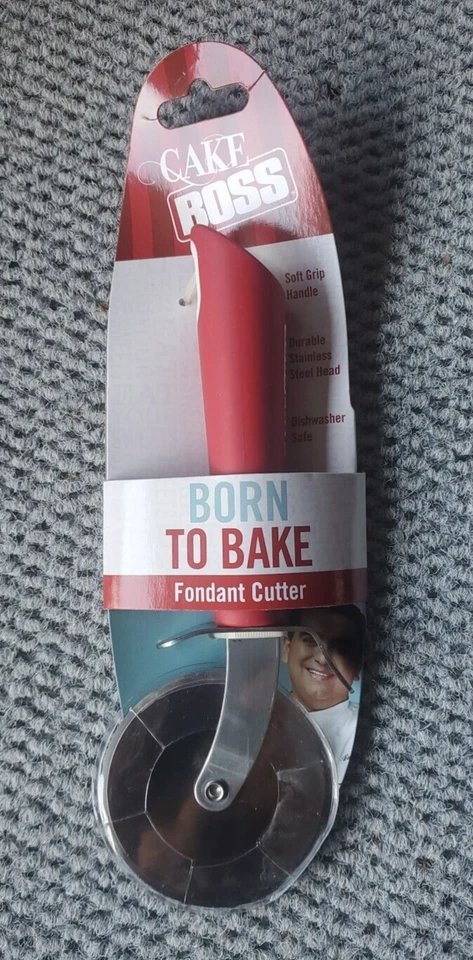 CAKE
BOSS
Soft Grip
Handle
Durable
Stainless
Steel Head
Dishwasher
Safe
BORN
TO BAKE
Fondant Cutter